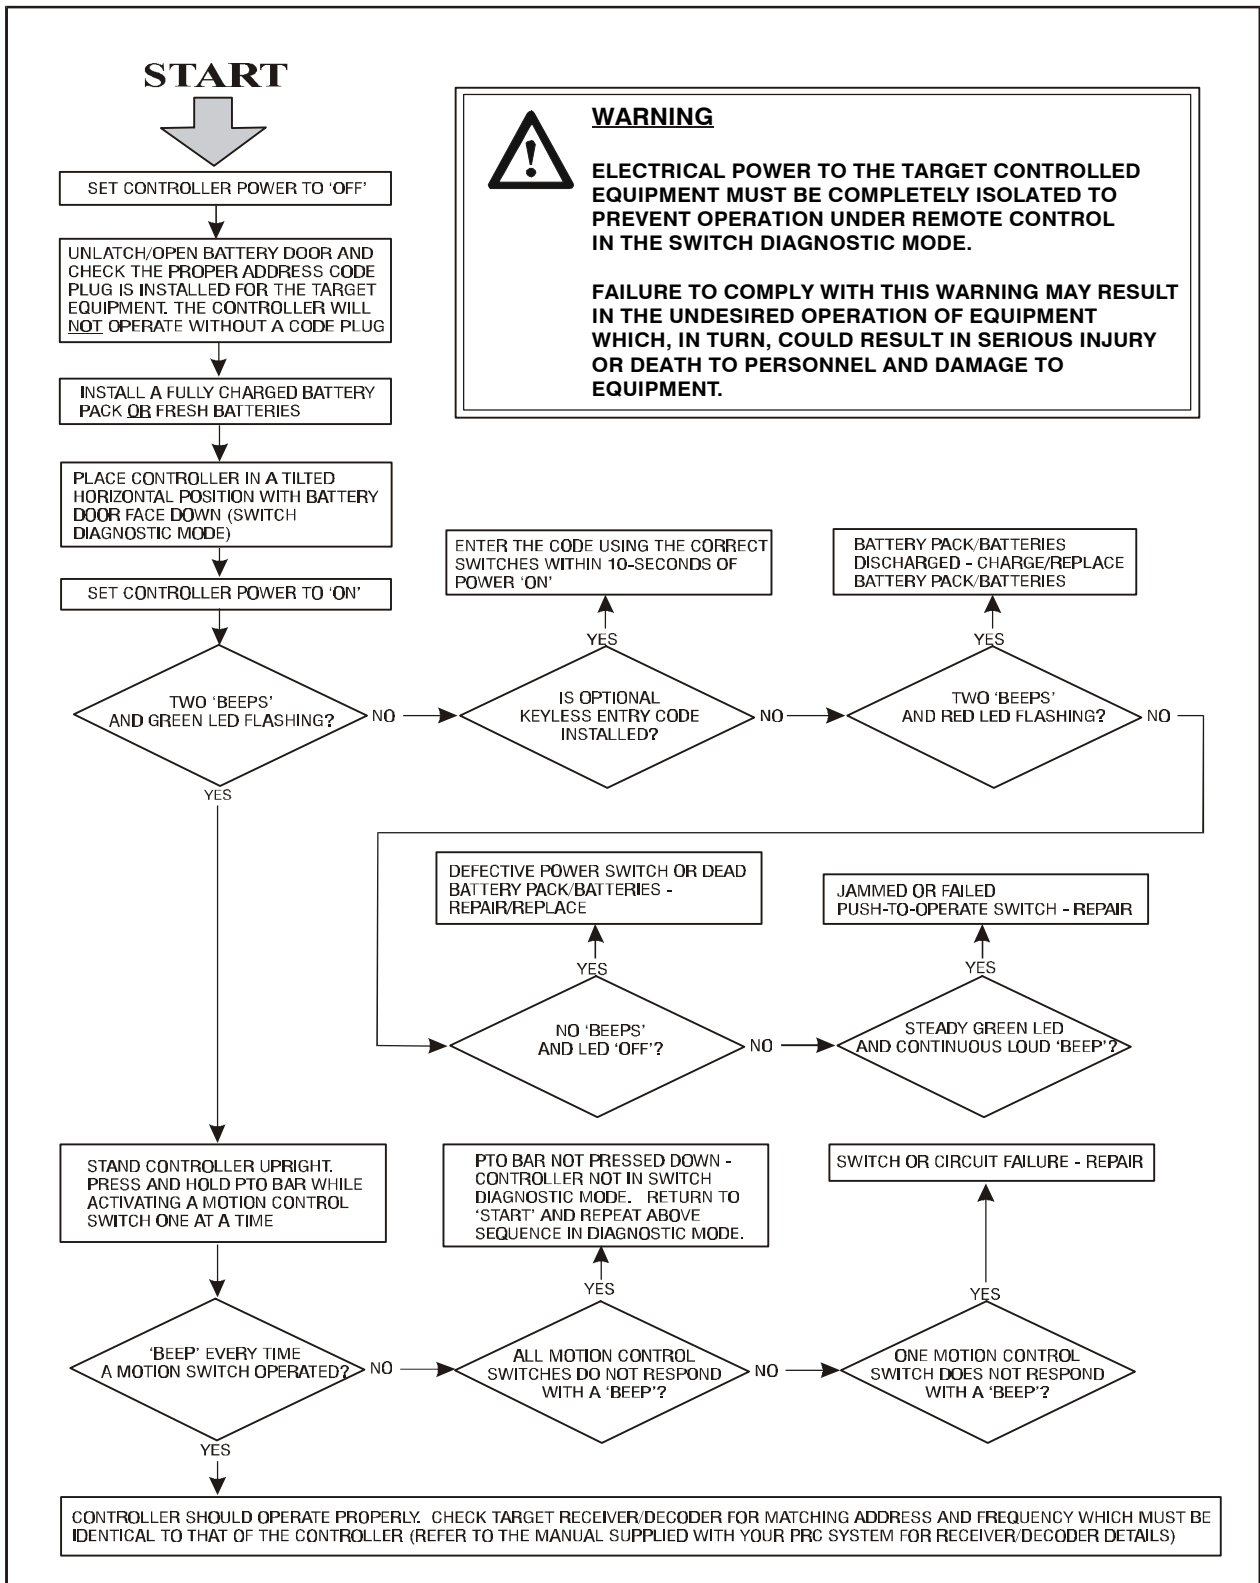 START
WARNING
ELECTRICAL POWER TO THE TARGET CONTROLLED
EQUIPMENT MUST BE COMPLETELY ISOLATED TO
PREVENT OPERATION UNDER REMOTE CONTROL
IN THE SWITCH DIAGNOSTIC MODE.
FAILURE TO COMPLY WITH THIS WARNING MAY RESULT
IN THE UNDESIRED OPERATION OF EQUIPMENT
WHICH, IN TURN, COULD RESULT IN SERIOUS INJURY
OR DEATH TO PERSONNEL AND DAMAGE TO
EQUIPMENT.
SET CONTROLLER POWER TO 'OFF'
UNLATCH/OPEN BATTERY DOOR AND
CHECK THE PROPER ADDRESS CODE
PLUG IS INSTALLED FOR THE TARGET
EQUIPMENT. THE CONTROLLER WILL
NOT OPERATE WITHOUT A CODE PLUG
INSTALL A FULLY CHARGED BATTERY
PACK OR FRESH BATTERIES
PLACE CONTROLLER IN A TILTED
HORIZONTAL POSITION WITH BATTERY
DOOR FACE DOWN (SWITCH
DIAGNOSTIC MODE)
SET CONTROLLER POWER TO 'ON'
ENTER THE CODE USING THE CORRECT
SWITCHES WITHIN 10-SECONDS OF
POWER 'ON'
BATTERY PACK/BATTERIES
DISCHARGED - CHARGE/REPLACE
BATTERY PACK/BATTERIES
YES
YES
TWO 'BEEPS'
AND GREEN LED FLASHING?
NO
IS OPTIONAL
KEYLESS ENTRY CODE
INSTALLED?
NO
TWO 'BEEPS'
AND RED LED FLASHING?
NO
YES
DEFECTIVE POWER SWITCH OR DEAD
BATTERY PACK/BATTERIES -
REPAIR/REPLACE
JAMMED OR FAILED
PUSH-TO-OPERATE SWITCH - REPAIR
YES
YES
NO 'BEEPS'
AND LED 'OFF'?
NO
STEADY GREEN LED
AND CONTINUOUS LOUD 'BEEP'?
STAND CONTROLLER UPRIGHT.
PRESS AND HOLD PTO BAR WHILE
ACTIVATING A MOTION CONTROL
SWITCH ONE AT A TIME
PTO BAR NOT PRESSED DOWN -
CONTROLLER NOT IN SWITCH
DIAGNOSTIC MODE. RETURN TO
'START' AND REPEAT ABOVE
SEQUENCE IN DIAGNOSTIC MODE.
SWITCH OR CIRCUIT FAILURE - REPAIR
YES
YES
'BEEP' EVERY TIME
A MOTION SWITCH OPERATED?
NO
ALL MOTION CONTROL
SWITCHES DO NOT RESPOND
WITH A 'BEEP'?
NO
ONE MOTION CONTROL
SWITCH DOES NOT RESPOND
WITH A 'BEEP'?
YES
CONTROLLER SHOULD OPERATE PROPERLY. CHECK TARGET RECEIVER/DECODER FOR MATCHING ADDRESS AND FREQUENCY WHICH MUST BE
IDENTICAL TO THAT OF THE CONTROLLER (REFER TO THE MANUAL SUPPLIED WITH YOUR PRC SYSTEM FOR RECEIVER/DECODER DETAILS)